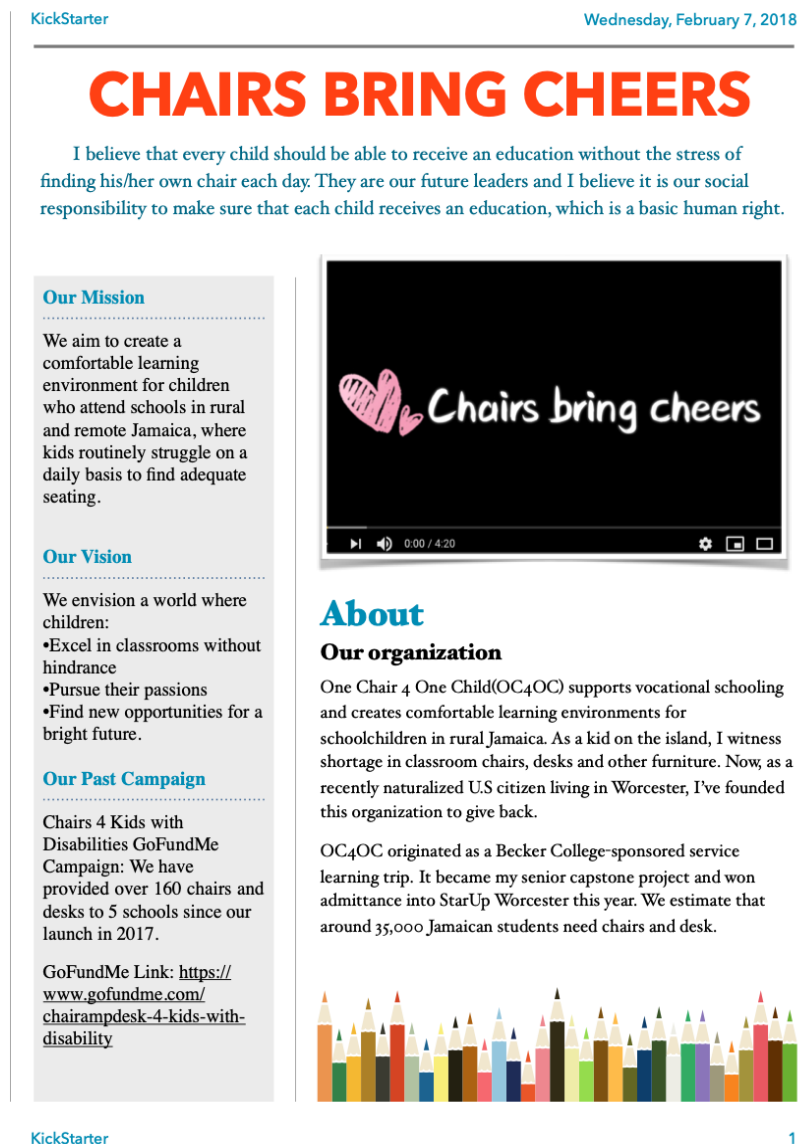 KickStarter
Wednesday, February 7, 2018
CHAIRS BRING CHEERS
I believe that every child should be able to receive an education without the stress of
finding his/her own chair each day. They are our future leaders and I believe it is our social
responsibility to make sure that each child receives an education, which is a basic human right.
Our Mission
We aim to create a
comfortable learning
environment for children
who attend schools in rural
and remote Jamaica, where
kids routinely struggle on a
daily basis to find adequate
seating.
Our Vision
We envision a world where
children:
•Excel in classrooms without
hindrance
•Pursue their passions
•Find new opportunities for a
bright future.
Our Past Campaign
Chairs 4 Kids with
Disabilities GoFundMe
Campaign: We have
provided over 160 chairs and
desks to 5 schools since our
launch in 2017.
GoFundMe Link: https://
www.gofundme.com/
chairampdesk-4-kids-with-
disability
Chairs bring cheers
0:00 / 4:20
About
Our organization
One Chair 4 One Child(OC4OC) supports vocational schooling
and creates comfortable learning environments for
schoolchildren in rural Jamaica. As a kid on the island, I witness
shortage in classroom chairs, desks and other furniture. Now, as a
recently naturalized U.S citizen living in Worcester, I’ve founded
this organization to give back.
OC4OC originated as a Becker College-sponsored service
learning trip. It became my senior capstone project and won
admittance into StarUp Worcester this year. We estimate that
around 35,000 Jamaican students need chairs and desk.
KickStarter
1